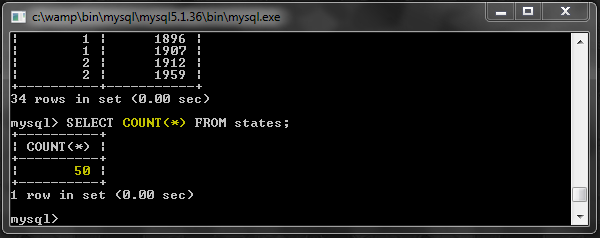 c:\wamp\bin\mysql\mysql5.1.36\bin\mysql.exe
¦ 1 ¦ 1896 ¦
¦ 1 ¦ 1907 ¦
¦ 2 ¦ 1912 ¦
¦ 2 ¦ 1959 ¦
+----------+------------+
34 rows in set (0.00 sec)
mysql> SELECT COUNT(*) FROM states;
+----------+
¦ COUNT(*) ¦
+----------+
¦ 50 ¦
+----------+
1 row in set (0.00 sec)
mysql>